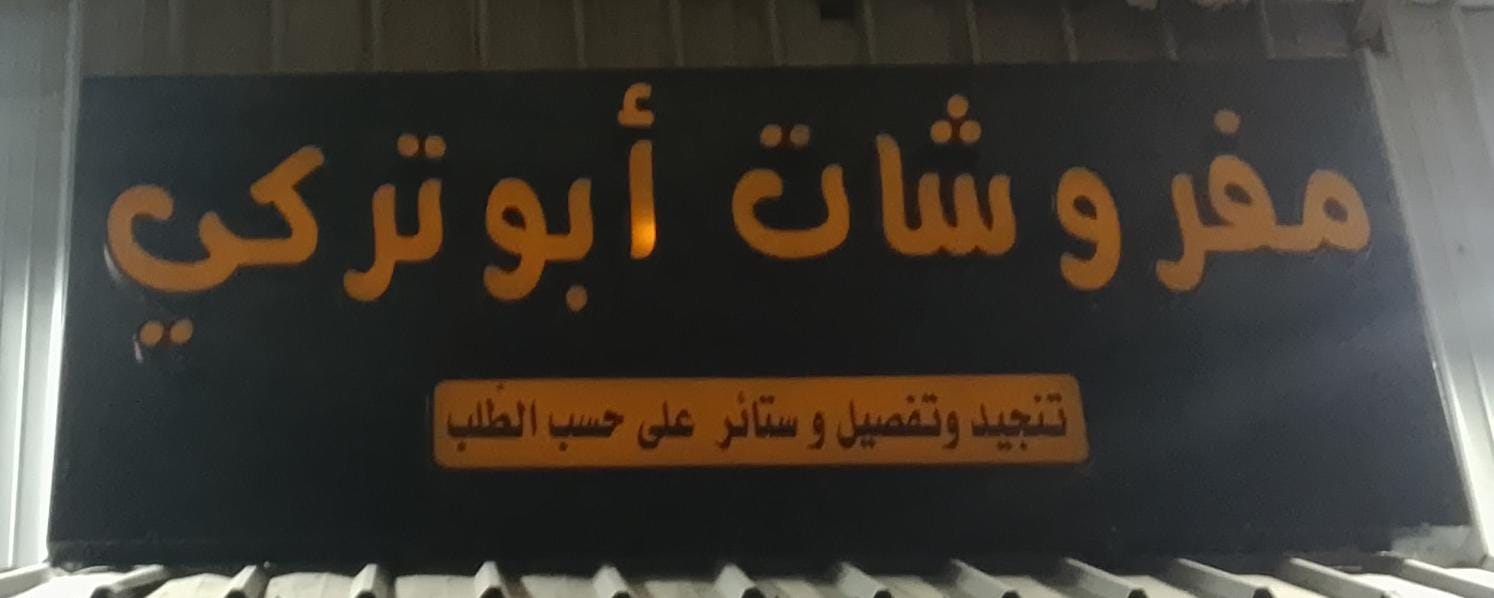 مفروشات أبوتركي
تنجيد وتفصيل و ستائر على حسب الطلب